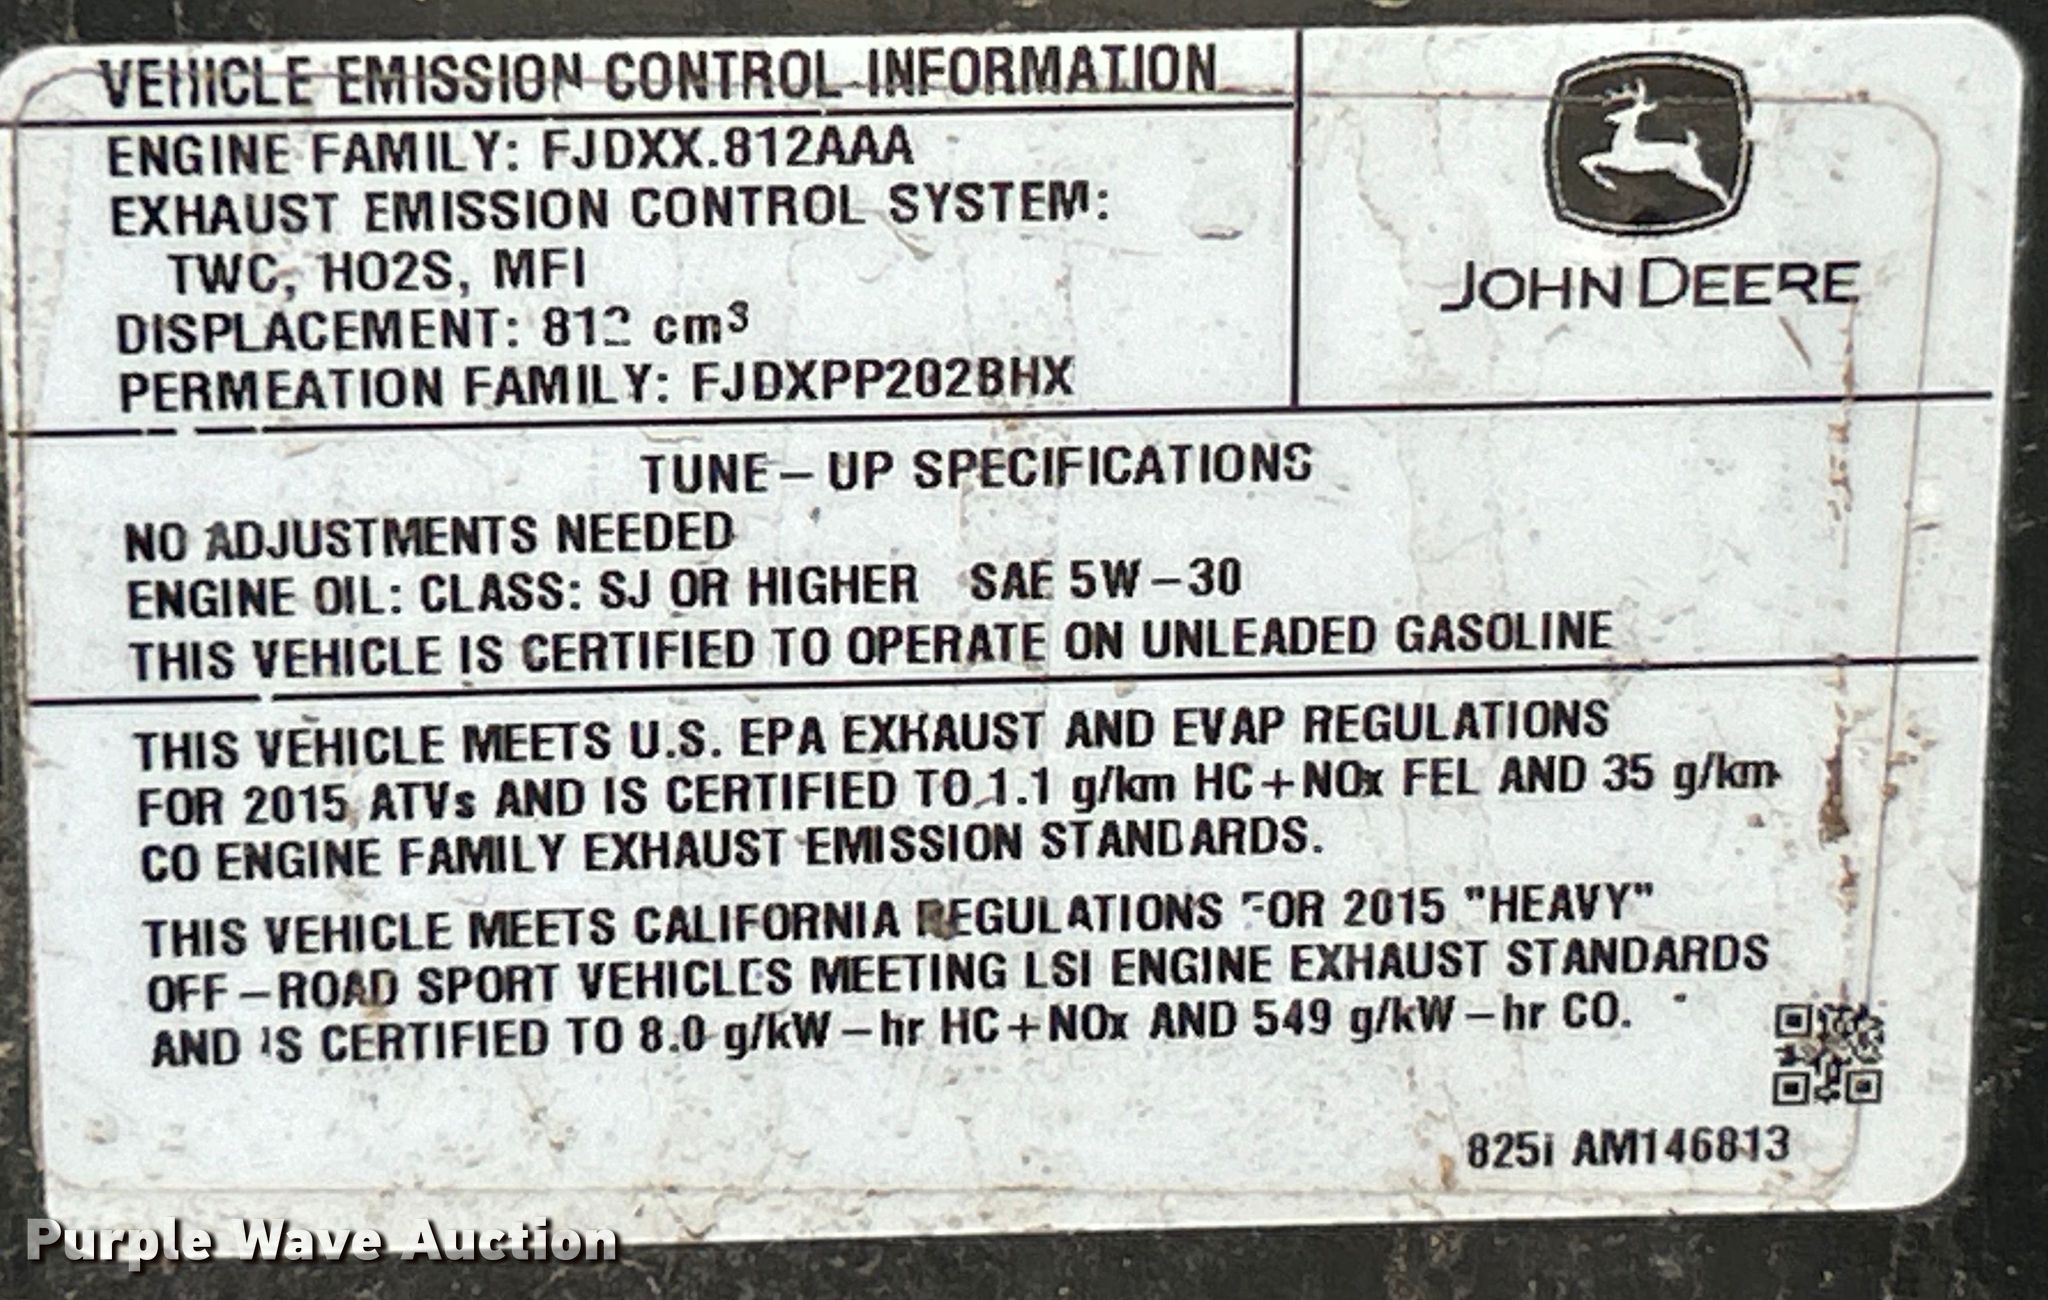 VEHICLE EMISSION CONTROL INFORMATION
ENGINE FAMILY: FJDXX.812AAA
EXHAUST EMISSION CONTROL SYSTEM:
TWC, HO2S, MFI
DISPLACEMENT: 812 cm³
PERMEATION FAMILY: FJDXPP202BHX
JOHN DEERE
TUNE-UP SPECIFICATIONS
NO ADJUSTMENTS NEEDED
ENGINE OIL: CLASS: SJ OR HIGHER SAE 5W-30
THIS VEHICLE IS CERTIFIED TO OPERATE ON UNLEADED GASOLINE
THIS VEHICLE MEETS U.S. EPA EXHAUST AND EVAP REGULATIONS
FOR 2015 ATVs AND IS CERTIFIED TO 1.1 g/km HC+NOx FEL AND 35 g/km
CO ENGINE FAMILY EXHAUST EMISSION STANDARDS.
THIS VEHICLE MEETS CALIFORNIA REGULATIONS FOR 2015 "HEAVY"
OFF-ROAD SPORT VEHICLES MEETING LSI ENGINE EXHAUST STANDARDS
AND IS CERTIFIED TO 8.0 g/kW-hr HC+NOx AND 549 g/kW-hr CO.
825i AM146813
Purple Wave Auction